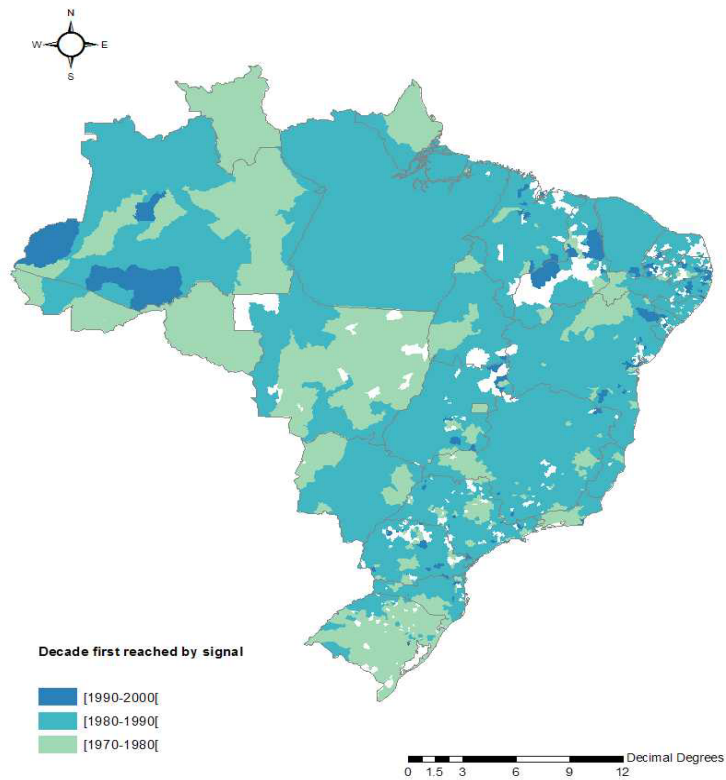 N
W E
S
Decade first reached by signal
[1990-2000[
[1980-1990[
[1970-1980[
Decimal Degrees
0 1.5 3 6 9 12